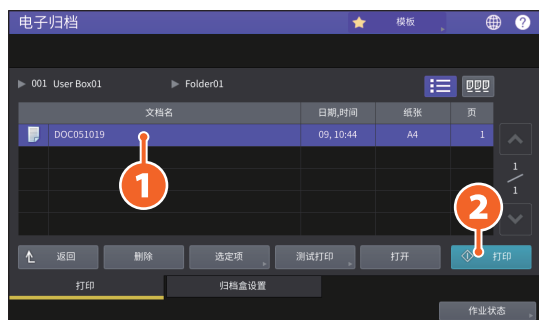 电子归档 模板 ?
001 User Box01 Folder01
文档名 日期,时间 纸张 页
DOC051019 09, 10:44 A4 1
1
1
1
2
返回 删除 选定项 测试打印 打开 打印
打印 归档盒设置
作业状态